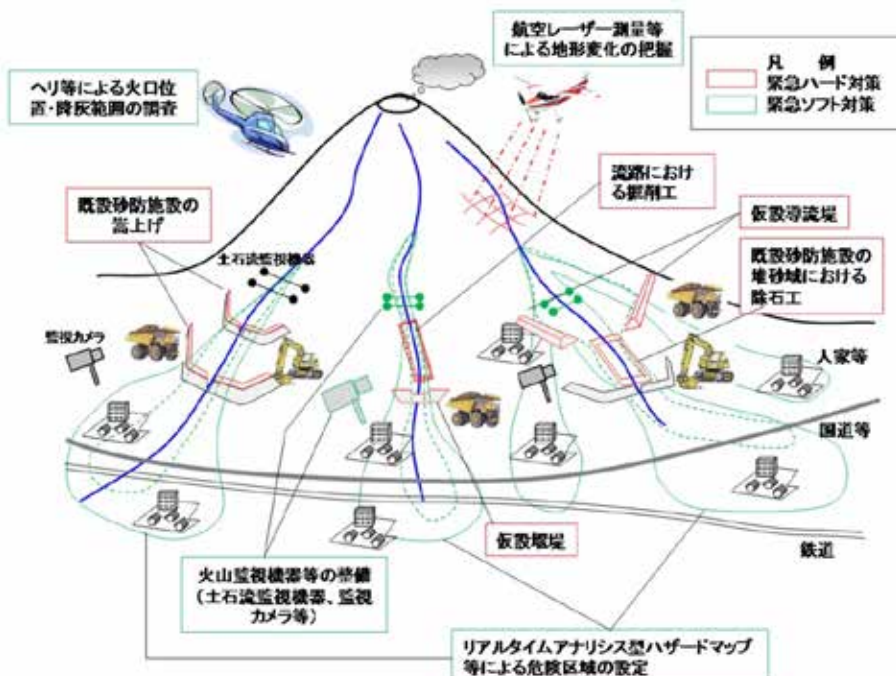 航空レーザー測量等
による地形変化の把握
凡 例
緊急ハード対策
緊急ソフト対策
ヘリ等による火口位
置・降灰範囲の調査
流路におけ
る掘削工
既設砂防施設の
嵩上げ
仮設導流堤
土石流監視機器
既設砂防施設の
堆砂域における
除石工
監視カメラ
人家等
国道等
仮設堰堤
鉄道
火山監視機器等の整備
(土石流監視機器、監視
カメラ等)
リアルタイムアナリシス型ハザードマップ
等による危険区域の設定